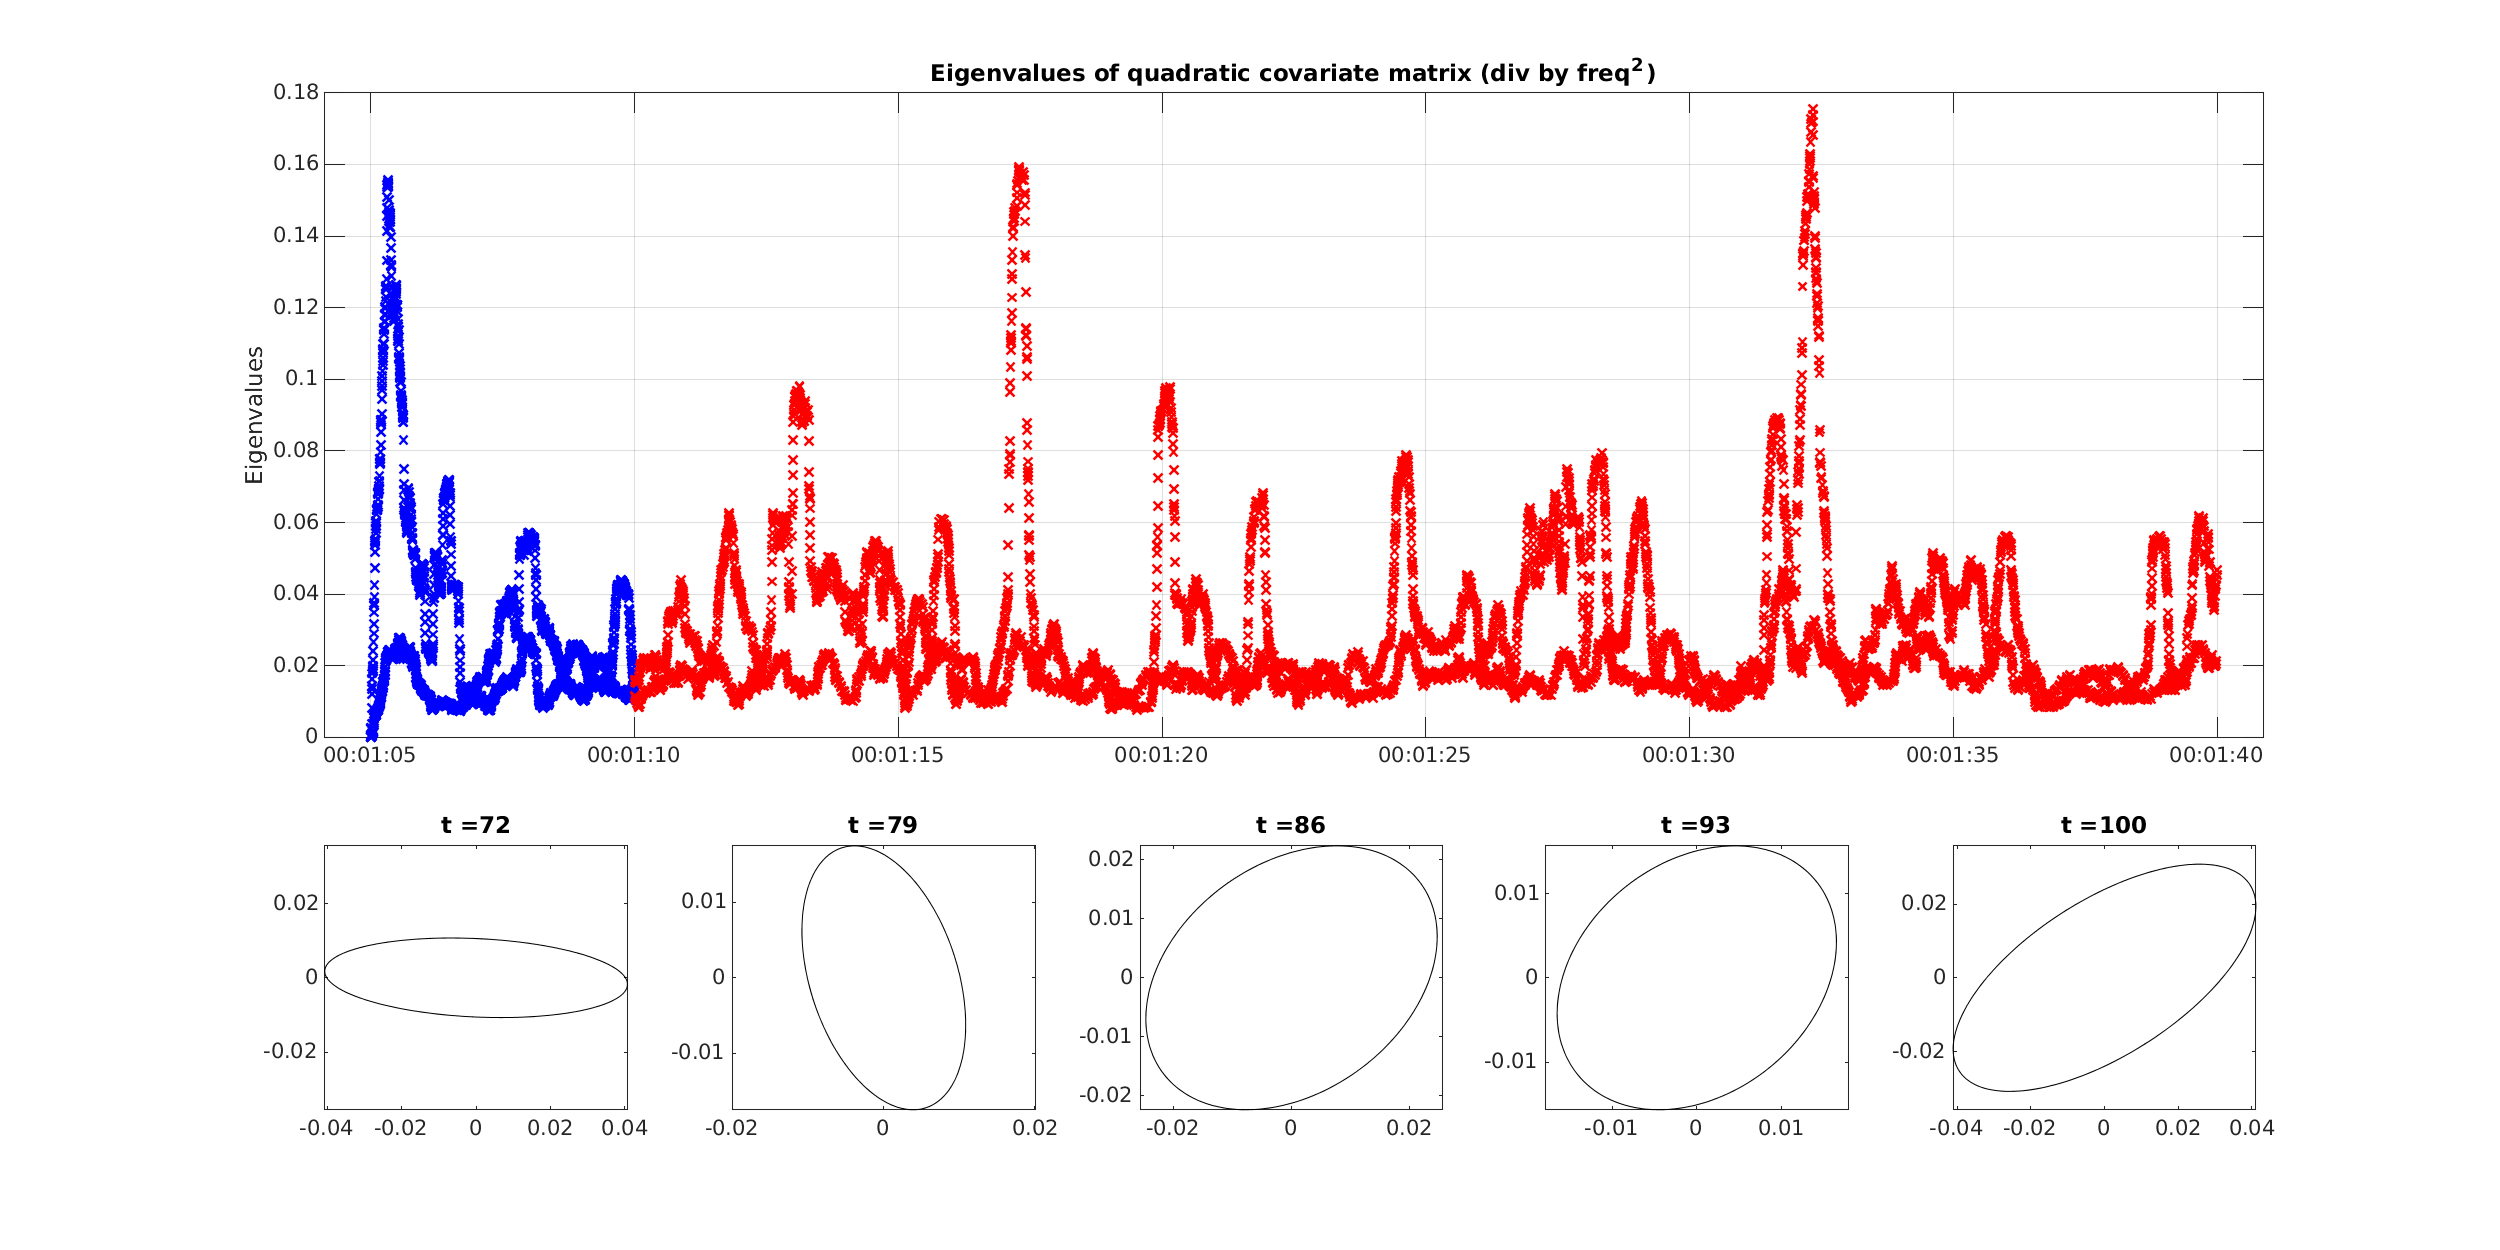 Eigenvalues of quadratic covariate matrix (div by freq²)
0.18
0.16
0.14
0.12
0.1
0.08
0.06
0.04
0.02
0
Eigenvalues
00:01:05 00:01:10 00:01:15 00:01:20 00:01:25 00:01:30 00:01:35 00:01:40
t =72
0.02
0
-0.02
-0.04 -0.02 0 0.02 0.04
t =79
0.01
0
-0.01
-0.02 0 0.02
t =86
0.02
0.01
0
-0.01
-0.02
-0.02 0 0.02
t =93
0.01
0
-0.01
-0.01 0 0.01
t =100
0.02
0
-0.02
-0.04 -0.02 0 0.02 0.04